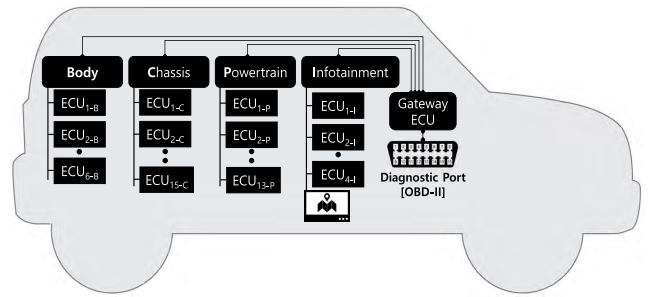 Body
ECU1-B
ECU2-B
ECU6-B
Chassis
ECU1-C
ECU2-C
ECU15-C
Powertrain
ECU1-P
ECU2-P
ECU13-P
Infotainment
ECU1-I
ECU2-I
ECU4-I
Gateway
ECU
Diagnostic Port
[OBD-II]